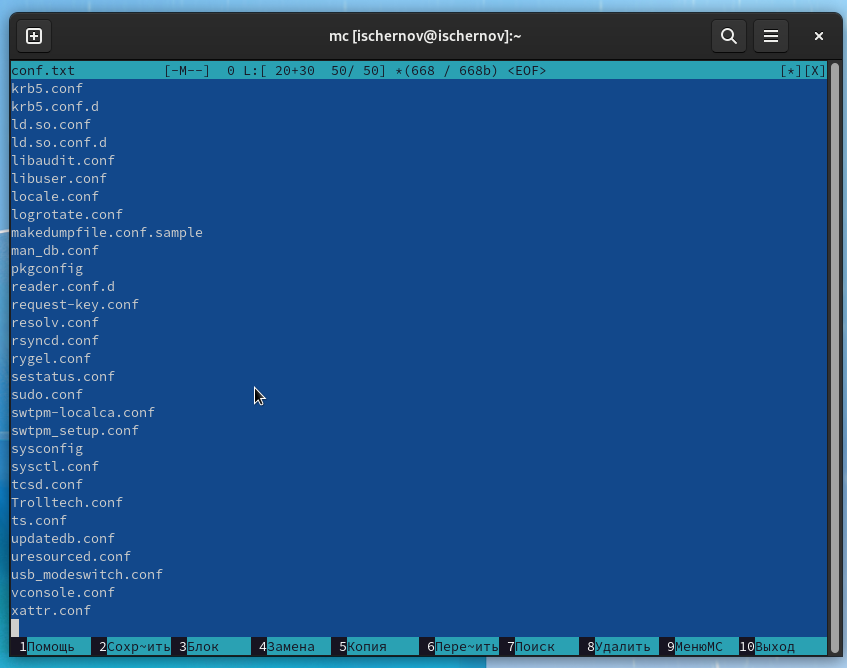 mc [ischernov@ischernov]:~
conf.txt [-M--] 0 L:[ 20+30 50/ 50] *(668 / 668b) <EOF> [*][X]
krb5.conf
krb5.conf.d
ld.so.conf
ld.so.conf.d
libaudit.conf
libuser.conf
locale.conf
logrotate.conf
makedumpfile.conf.sample
man_db.conf
pkgconfig
reader.conf.d
request-key.conf
resolv.conf
rsyncd.conf
rygel.conf
sestatus.conf
sudo.conf
swtpm-localca.conf
swtpm_setup.conf
sysconfig
sysctl.conf
tcsd.conf
Trolltech.conf
ts.conf
updatedb.conf
uresourced.conf
usb_modeswitch.conf
vconsole.conf
xattr.conf
1Помощь 2Сохр~ить 3Блок 4Замена 5Копия 6Пере~ить 7Поиск 8Удалить 9МенюMC 10Выход